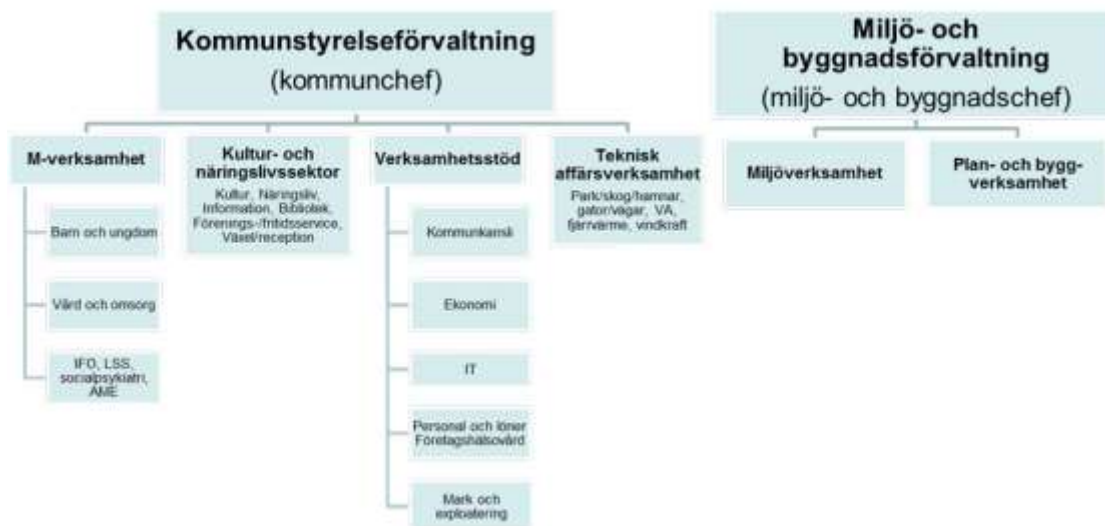 Kommunstyrelseförvaltning
(kommunchef)
M-verksamhet
Barn och ungdom
Vård och omsorg
IFO, LSS,
socialpsykiatri,
AME
Kultur- och
näringslivssektor
Kultur, Näringsliv,
Information, Bibliotek,
Förenings-/fritidsservice,
Växel/reception
Verksamhetsstöd
Kommunkansli
Ekonomi
IT
Personal och löner
Företagshälsovård
Mark och
exploatering
Teknisk
affärsverksamhet
Park/skog/hamnar,
gator/vägar, VA,
fjärrvärme, vindkraft
Miljö- och
byggnadsförvaltning
(miljö- och byggnadschef)
Miljöverksamhet
Plan- och bygg-
verksamhet